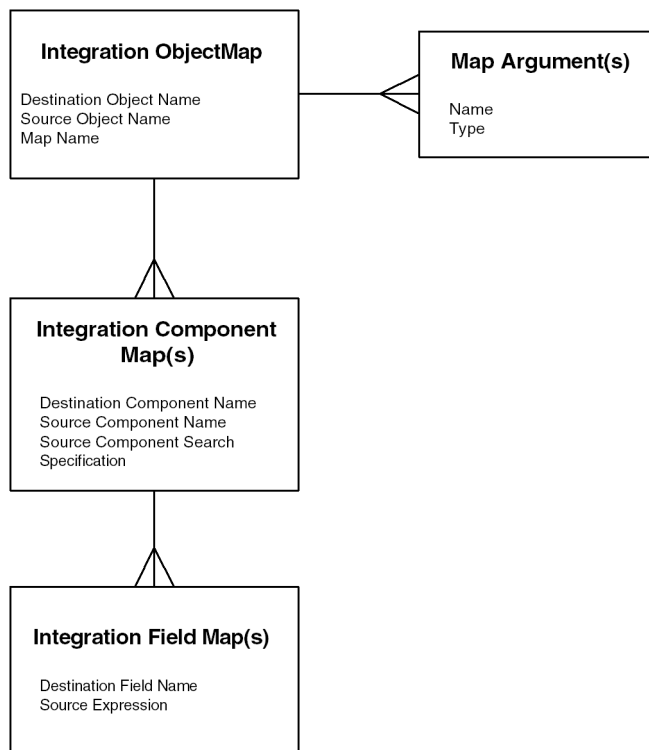 Integration ObjectMap
Destination Object Name
Source Object Name
Map Name
Map Argument(s)
Name
Type
Integration Component
Map(s)
Destination Component Name
Source Component Name
Source Component Search
Specification
Integration Field Map(s)
Destination Field Name
Source Expression